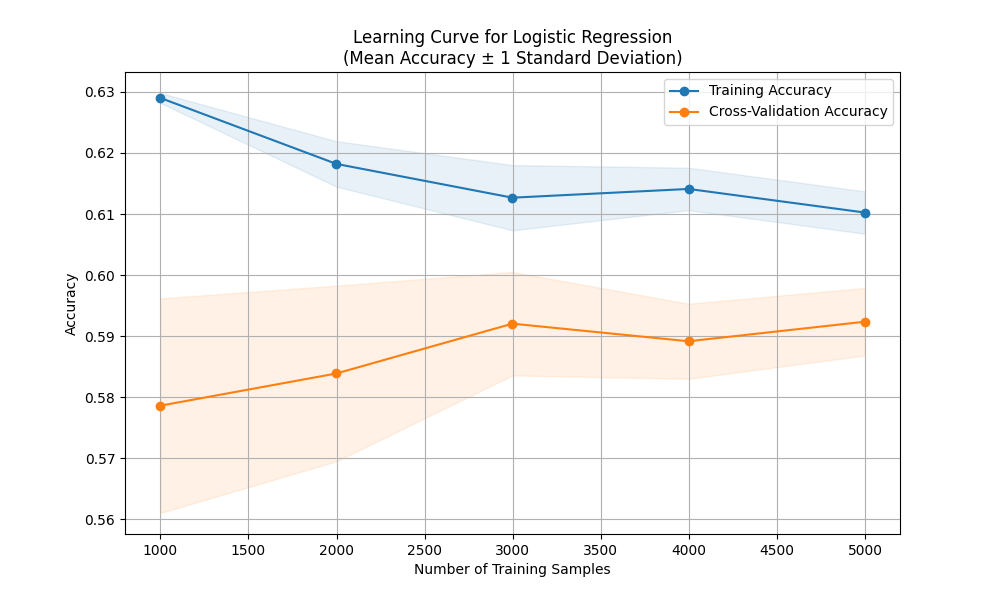 Learning Curve for Logistic Regression
(Mean Accuracy ± 1 Standard Deviation)
Training Accuracy
Cross-Validation Accuracy
Accuracy
0.63
0.62
0.61
0.60
0.59
0.58
0.57
0.56
1000 1500 2000 2500 3000 3500 4000 4500 5000
Number of Training Samples